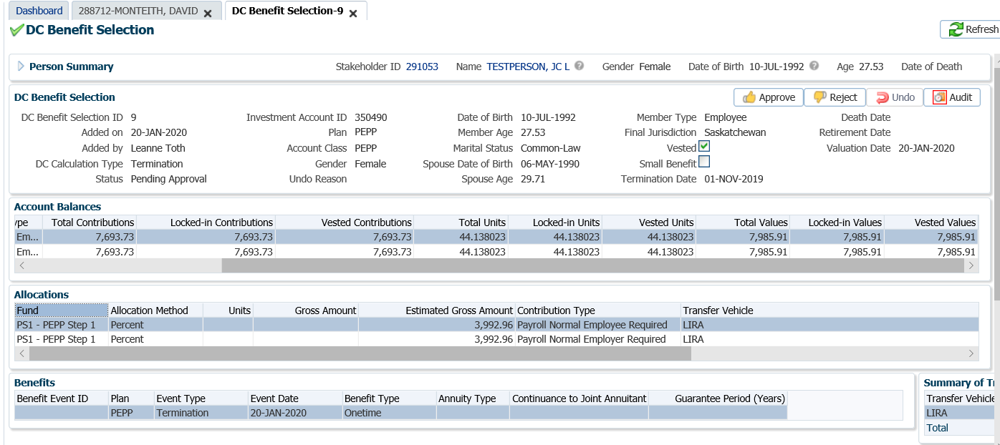 Dashboard 288712-MONTEITH, DAVID DC Benefit Selection-9
DC Benefit Selection Refresh
Person Summary Stakeholder ID 291053 Name TESTPERSON, JC L Gender Female Date of Birth 10-JUL-1992 Age 27.53 Date of Death
DC Benefit Selection Approve Reject Undo Audit
DC Benefit Selection ID 9 Investment Account ID 350490 Date of Birth 10-JUL-1992 Member Type Employee Death Date
Added on 20-JAN-2020 Plan PEPP Member Age 27.53 Final Jurisdiction Saskatchewan Retirement Date
Added by Leanne Toth Account Class PEPP Marital Status Common-Law Vested Valuation Date 20-JAN-2020
DC Calculation Type Termination Gender Female Spouse Date of Birth 06-MAY-1990 Small Benefit
Status Pending Approval Undo Reason Spouse Age 29.71 Termination Date 01-NOV-2019
Account Balances
ype Total Contributions Locked-in Contributions Vested Contributions Total Units Locked-in Units Vested Units Total Values Locked-in Values Vested Values
Em... 7,693.73 7,693.73 7,693.73 44.138023 44.138023 44.138023 7,985.91 7,985.91 7,985.91
Em... 7,693.73 7,693.73 7,693.73 44.138023 44.138023 44.138023 7,985.91 7,985.91 7,985.91
Allocations
Fund Allocation Method Units Gross Amount Estimated Gross Amount Contribution Type Transfer Vehicle
PS1 - PEPP Step 1 Percent 3,992.96 Payroll Normal Employee Required LIRA
PS1 - PEPP Step 1 Percent 3,992.96 Payroll Normal Employer Required LIRA
Benefits Summary of Tr
Benefit Event ID Plan Event Type Event Date Benefit Type Annuity Type Continuance to Joint Annuitant Guarantee Period (Years) Transfer Vehicle
PEPP Termination 20-JAN-2020 Onetime LIRA
Total